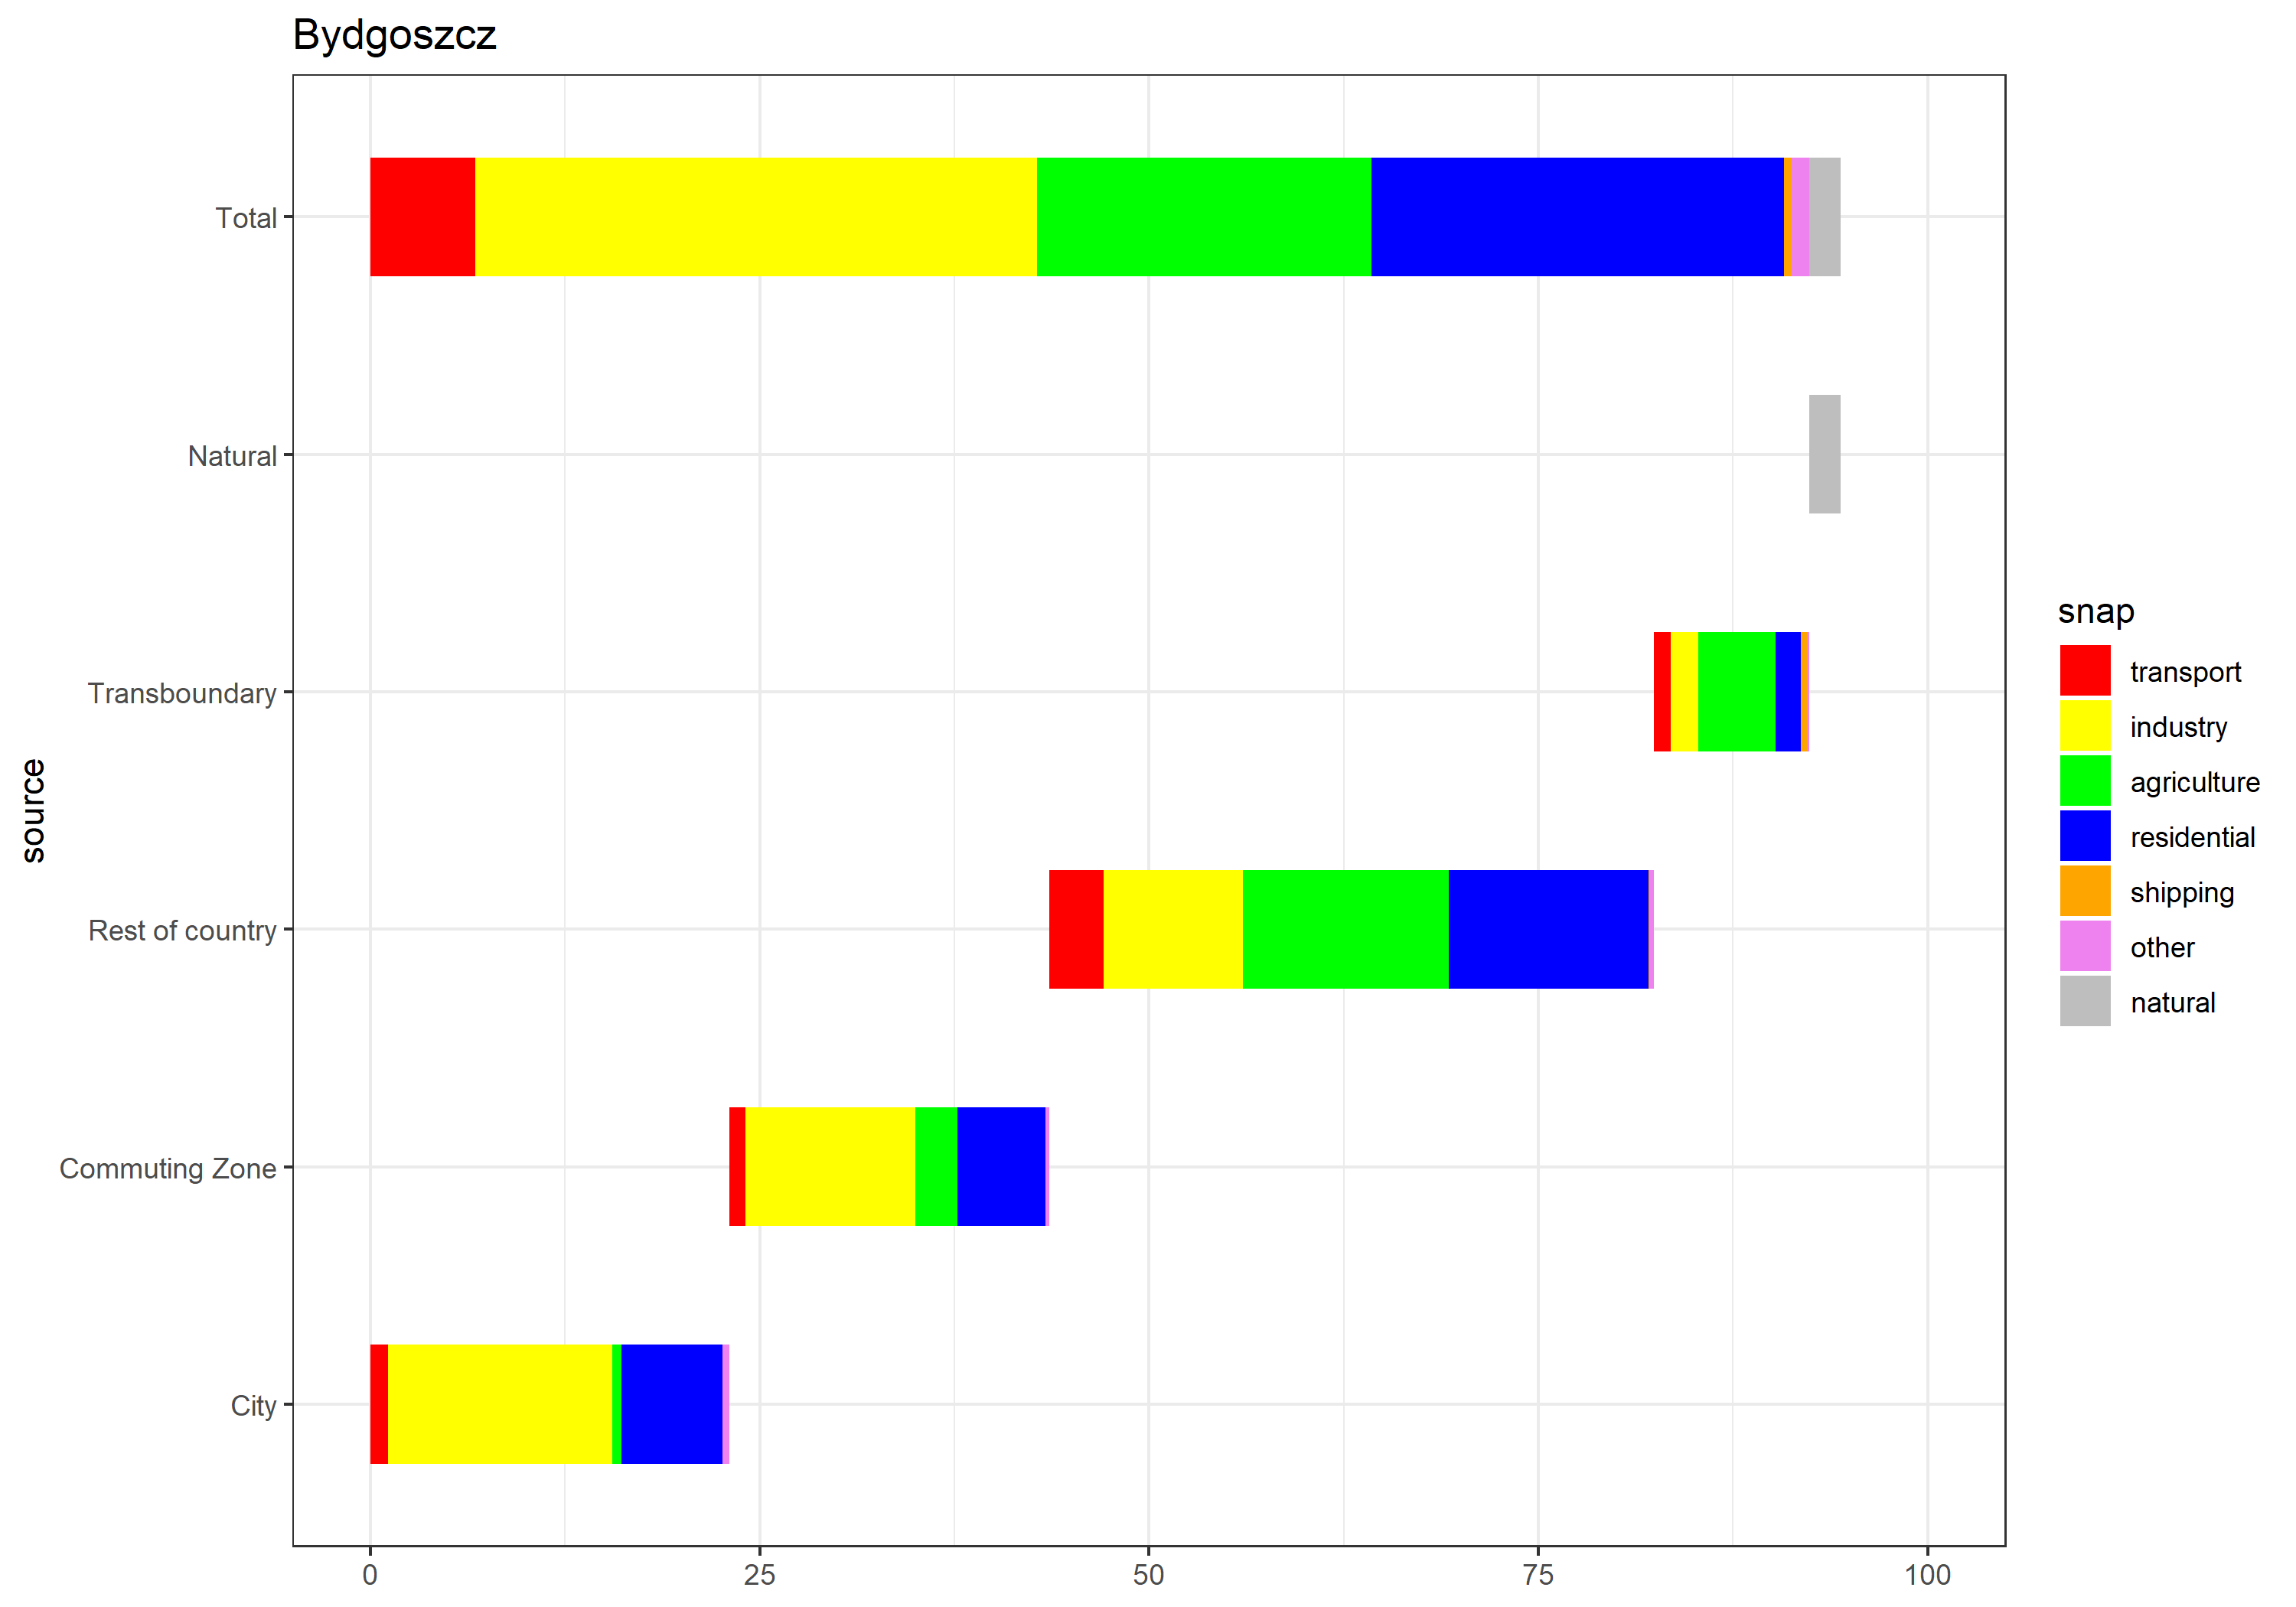 Bydgoszcz
Total
Natural
Transboundary
Rest of country
Commuting Zone
City
source
0 25 50 75 100
snap
transport
industry
agriculture
residential
shipping
other
natural